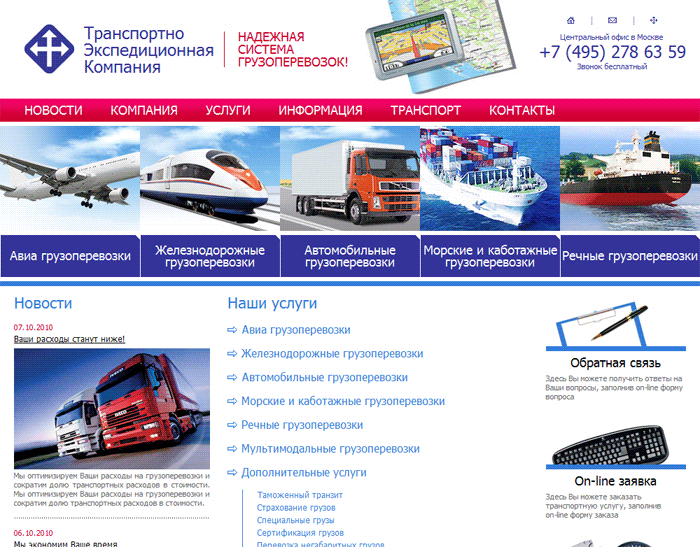 Транспортно
Экспедиционная
Компания
НАДЕЖНАЯ
СИСТЕМА
ГРУЗОПЕРЕВОЗОК!
Центральный офис в Москве
+7 (495) 278 63 59
Звонок бесплатный
НОВОСТИ КОМПАНИЯ УСЛУГИ ИНФОРМАЦИЯ ТРАНСПОРТ КОНТАКТЫ
Авиа грузоперевозки
Железнодорожные
грузоперевозки
Автомобильные
грузоперевозки
Морские и каботажные
грузоперевозки
Речные грузоперевозки
Новости
07.10.2010
Ваши расходы станут ниже!
IVECO
Мы оптимизируем Ваши расходы на грузоперевозки и
сократим долю транспортных расходов в стоимости.
Мы оптимизируем Ваши расходы на грузоперевозки и
сократим долю транспортных расходов в стоимости.
06.10.2010
Мы экономим Ваше время
Наши услуги
Авиа грузоперевозки
Железнодорожные грузоперевозки
Автомобильные грузоперевозки
Морские и каботажные грузоперевозки
Речные грузоперевозки
Мультимодальные грузоперевозки
Дополнительные услуги
Таможенный транзит
Страхование грузов
Специальные грузы
Сертификация грузов
Перевозка негабаритных грузов
Обратная связь
Здесь Вы можете получить ответы на
Ваши вопросы, заполнив on-line форму
вопроса
On-line заявка
Здесь Вы можете заказать
транспортную услугу, заполнив
on-line форму заказа